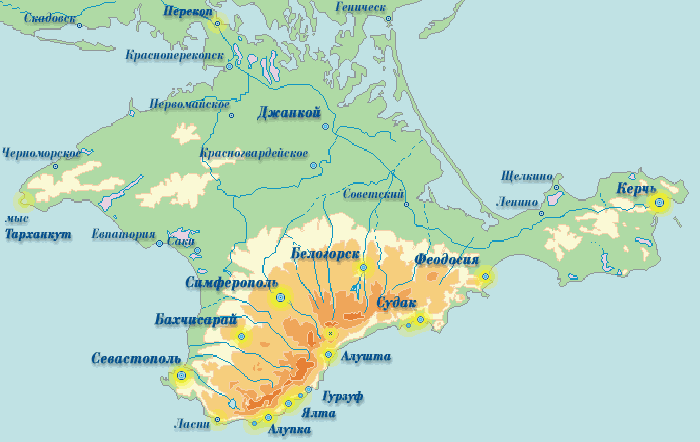 Перекоп
Геническ
Скадовск
Красноперекопск
Первомайское
Джанкой
Черноморское
Красногвардейское
Щелкино
Керчь
Советский
Ленино
мыс
Тарханкут
Евпатория
Саки
Белогорск
Феодосия
Симферополь
Судак
Бахчисарай
Севастополь
Алушта
Гурзуф
Ялта
Ласпи
Алупка